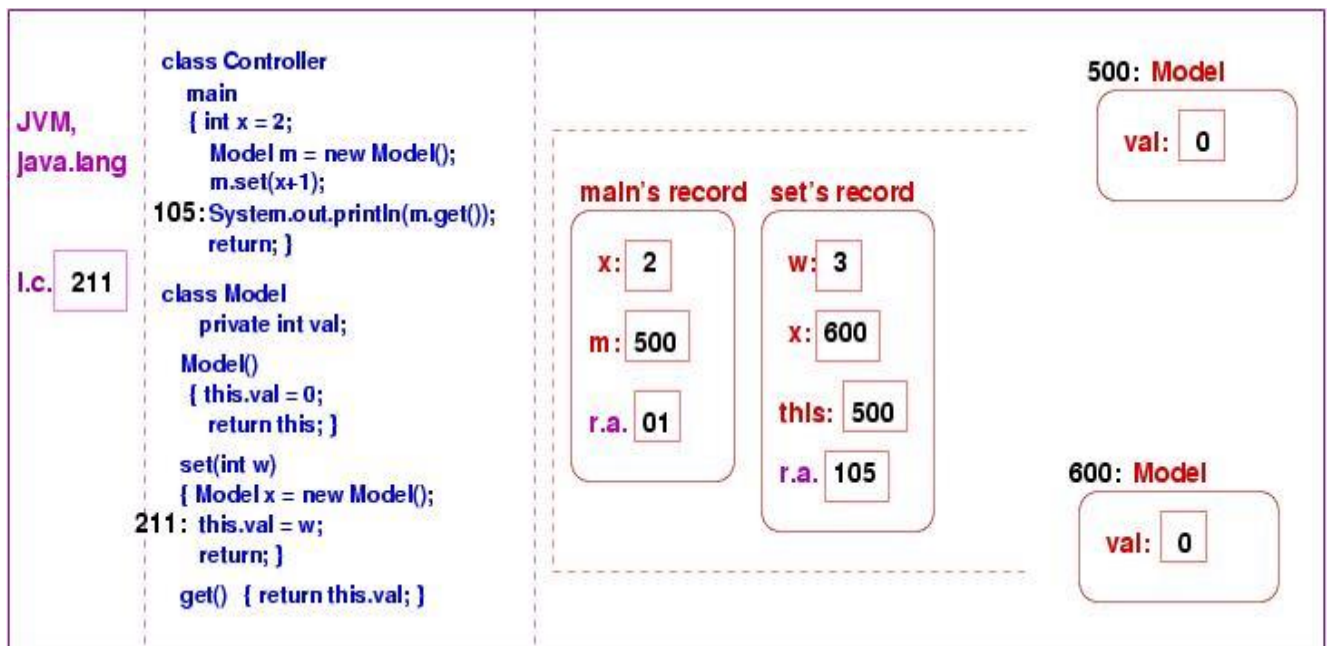 JVM,
java.lang
i.c. 211
class Controller
main
{ int x = 2;
Model m = new Model();
m.set(x+1);
105: System.out.println(m.get());
return; }
class Model
private int val;
Model()
{ this.val = 0;
return this; }
set(int w)
{ Model x = new Model();
211: this.val = w;
return; }
get() { return this.val; }
main's record
x: 2
m: 500
r.a. 01
set's record
w: 3
x: 600
this: 500
r.a. 105
500: Model
val: 0
600: Model
val: 0